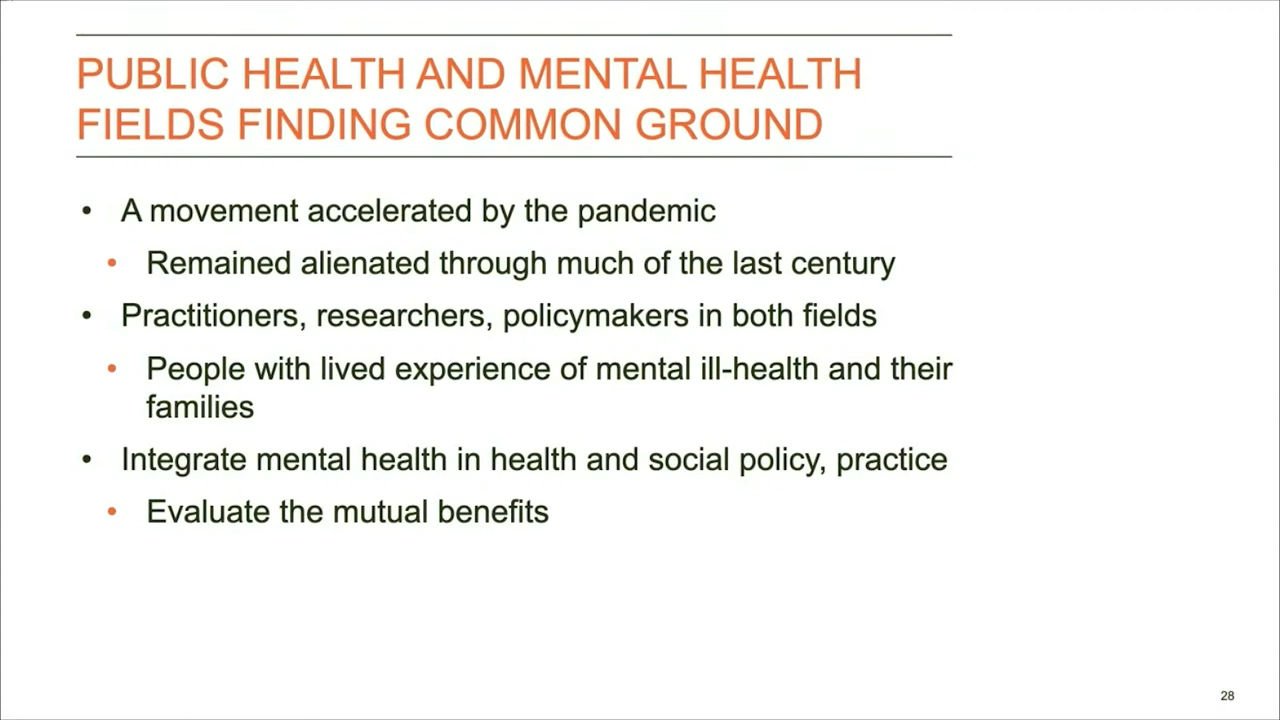 PUBLIC HEALTH AND MENTAL HEALTH
FIELDS FINDING COMMON GROUND
• A movement accelerated by the pandemic
• Remained alienated through much of the last century
• Practitioners, researchers, policymakers in both fields
• People with lived experience of mental ill-health and their
families
• Integrate mental health in health and social policy, practice
• Evaluate the mutual benefits
28